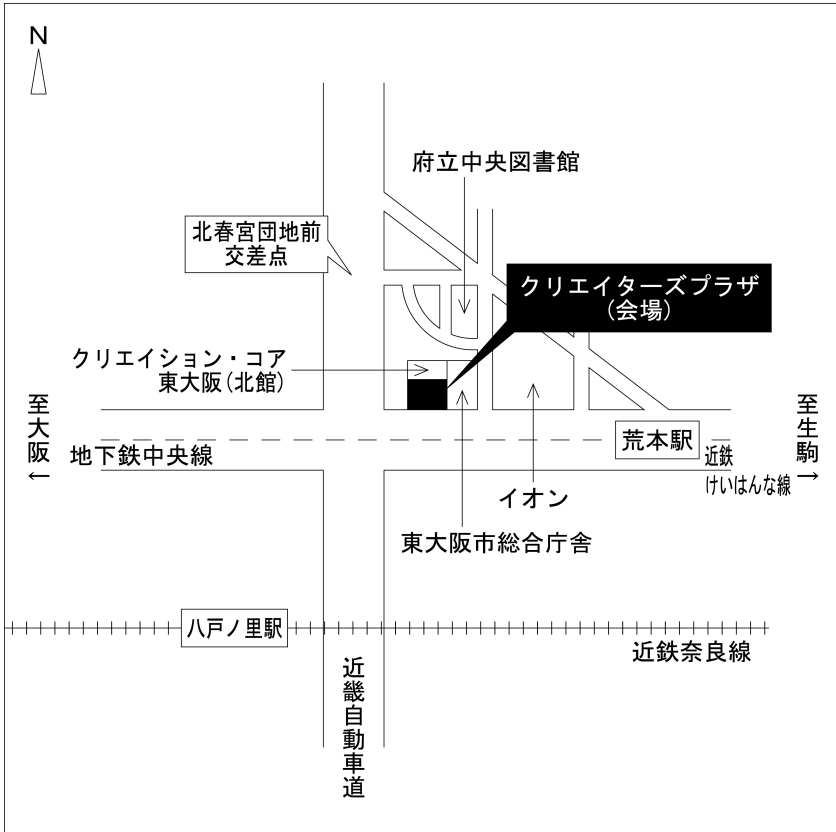 N
府立中央図書館
北春宮団地前
交差点
クリエイターズプラザ
(会場)
クリエイション・コア
東大阪(北館)
至大阪←
地下鉄中央線
荒本駅
近鉄
けいはんな線
至生駒→
イオン
東大阪市総合庁舎
八戸ノ里駅
近鉄奈良線
近畿自動車道